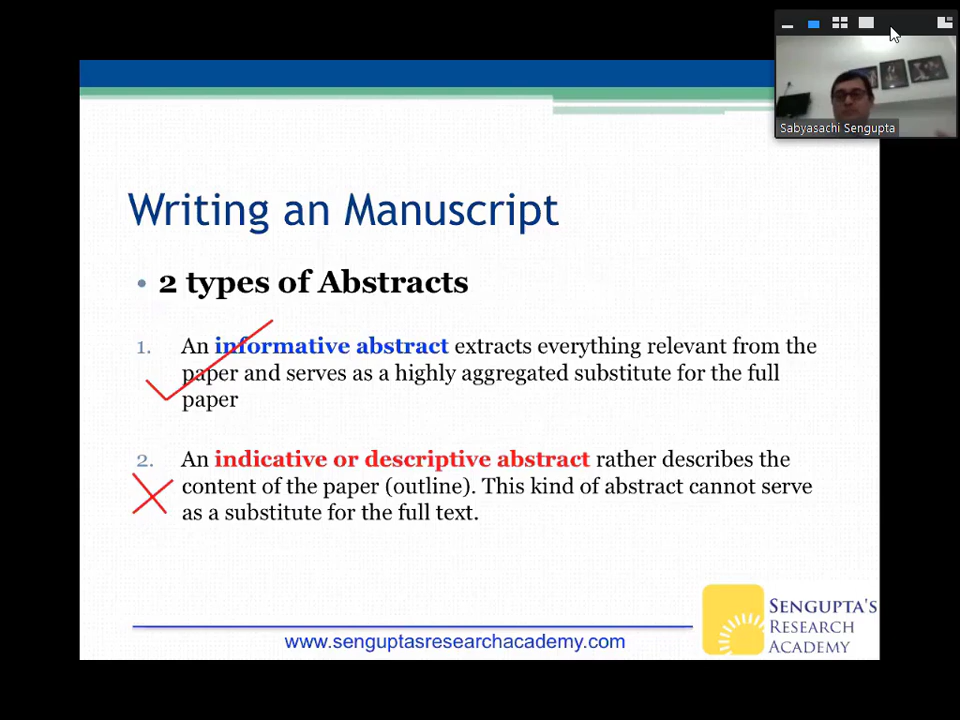 Sabyasachi Sengupta
Writing an Manuscript
• 2 types of Abstracts
1. An informative abstract extracts everything relevant from the
paper and serves as a highly aggregated substitute for the full
paper
2. An indicative or descriptive abstract rather describes the
content of the paper (outline). This kind of abstract cannot serve
as a substitute for the full text.
www.senguptasresearchacademy.com
SENGUPTA'S
RESEARCH
ACADEMY